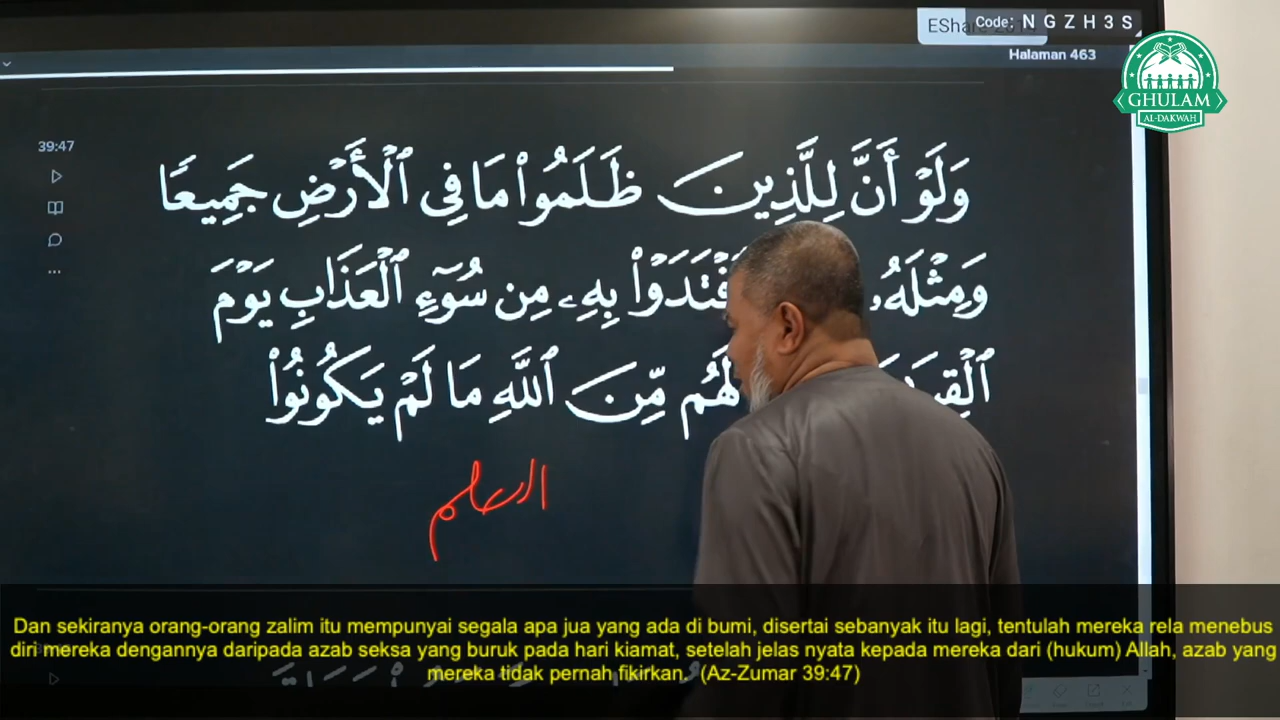 EShare
Code: N G Z H 3 S
Halaman 463
GHULAM
AL-DAKWAH
39:47
وَلَوْ أَنَّ لِلَّذِينَ ظَلَمُوا۟ مَا فِى ٱلْأَرْضِ جَمِيعًا
وَمِثْلَهُۥ بِهِۦ مِن سُوٓءِ ٱلْعَذَابِ يَوْمَ
لَهُم مِّنَ ٱللَّهِ مَا لَمْ يَكُونُوا۟
Dan sekiranya orang-orang zalim itu mempunyai segala apa jua yang ada di bumi, disertai sebanyak itu lagi, tentulah mereka rela menebus
diri mereka dengannya daripada azab seksa yang buruk pada hari kiamat, setelah jelas nyata kepada mereka dari (hukum) Allah, azab yang
mereka tidak pernah fikirkan. (Az-Zumar 39:47)